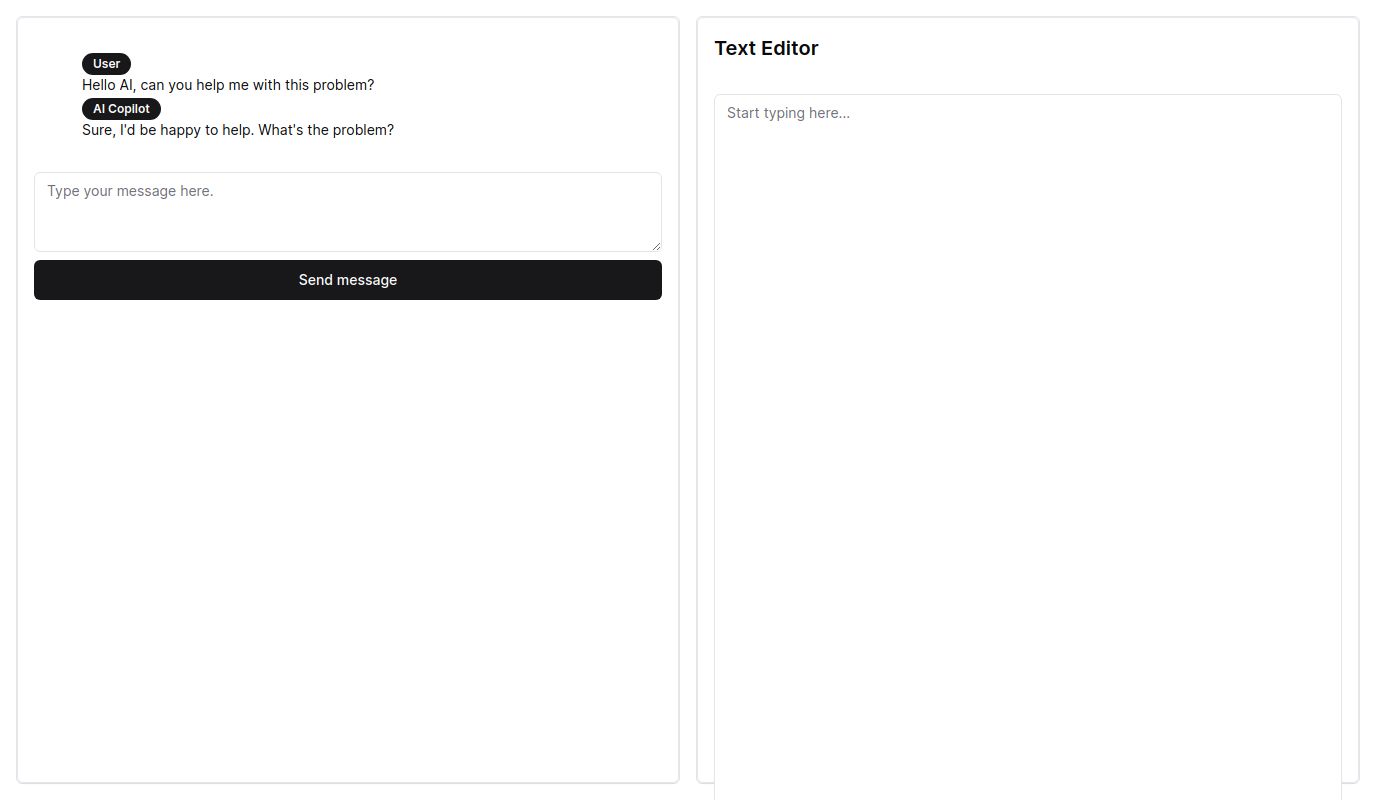 User
Hello AI, can you help me with this problem?
AI Copilot
Sure, I'd be happy to help. What's the problem?
Type your message here.
Send message
Text Editor
Start typing here...